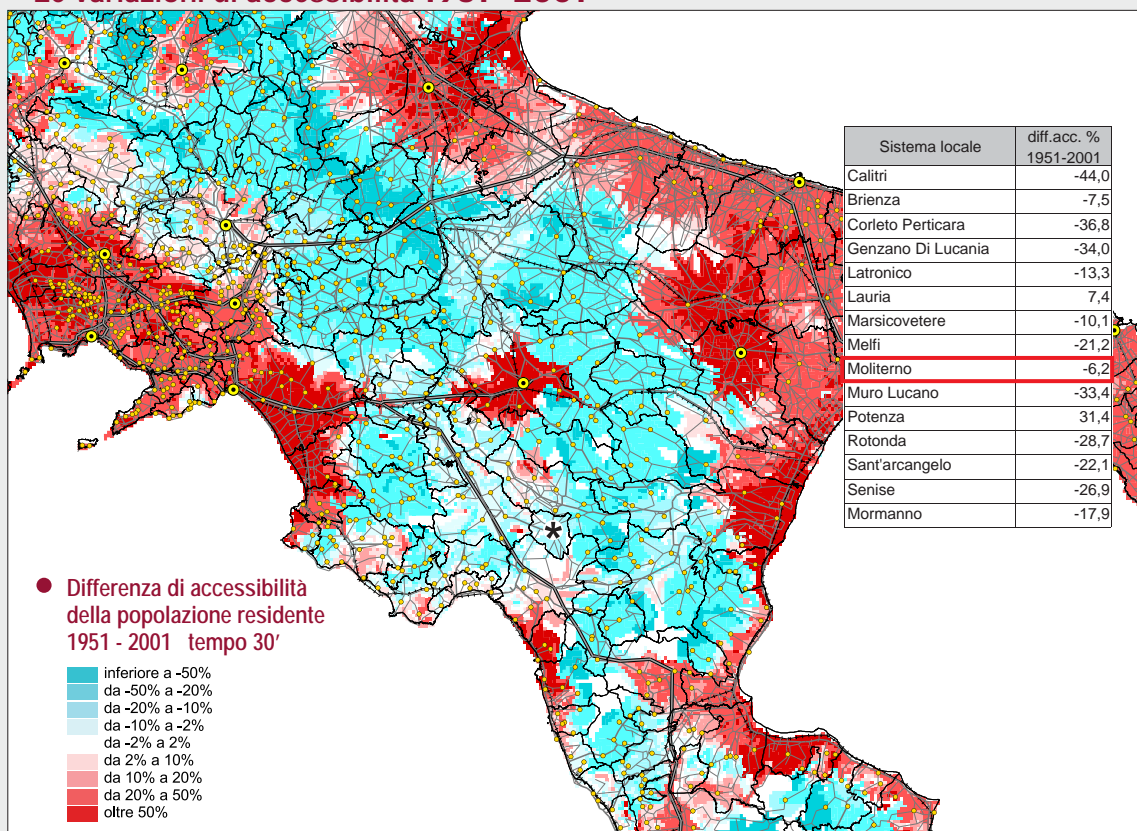 Sistema locale diff.acc. % 1951-2001
Calitri -44,0
Brienza -7,5
Corleto Perticara -36,8
Genzano Di Lucania -34,0
Latronico -13,3
Lauria 7,4
Marsicovetere -10,1
Melfi -21,2
Moliterno -6,2
Muro Lucano -33,4
Potenza 31,4
Rotonda -28,7
Sant'arcangelo -22,1
Senise -26,9
Mormanno -17,9
*
● Differenza di accessibilità
della popolazione residente
1951 - 2001 tempo 30'
inferiore a -50%
da -50% a -20%
da -20% a -10%
da -10% a -2%
da -2% a 2%
da 2% a 10%
da 10% a 20%
da 20% a 50%
oltre 50%